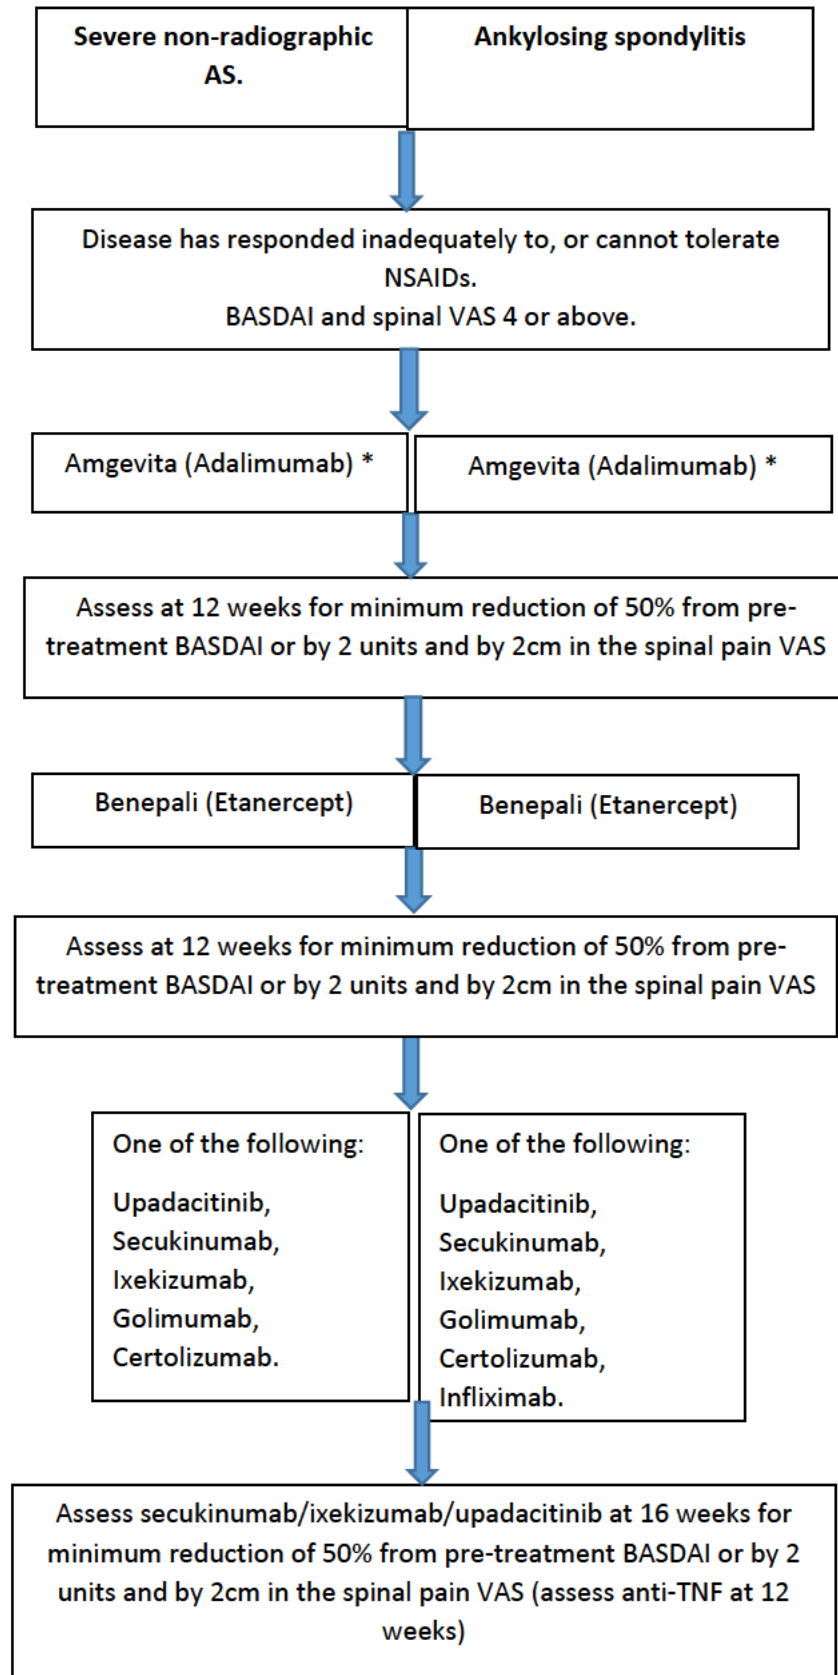 Severe non-radiographic
AS.
Ankylosing spondylitis
Disease has responded inadequately to, or cannot tolerate
NSAIDs.
BASDAI and spinal VAS 4 or above.
Amgevita (Adalimumab) *
Amgevita (Adalimumab) *
Assess at 12 weeks for minimum reduction of 50% from pre-
treatment BASDAI or by 2 units and by 2cm in the spinal pain VAS
Benepali (Etanercept)
Benepali (Etanercept)
Assess at 12 weeks for minimum reduction of 50% from pre-
treatment BASDAI or by 2 units and by 2cm in the spinal pain VAS
One of the following:
Upadacitinib,
Secukinumab,
Ixekizumab,
Golimumab,
Certolizumab.
One of the following:
Upadacitinib,
Secukinumab,
Ixekizumab,
Golimumab,
Certolizumab,
Infliximab.
Assess secukinumab/ixekizumab/upadacitinib at 16 weeks for
minimum reduction of 50% from pre-treatment BASDAI or by 2
units and by 2cm in the spinal pain VAS (assess anti-TNF at 12
weeks)